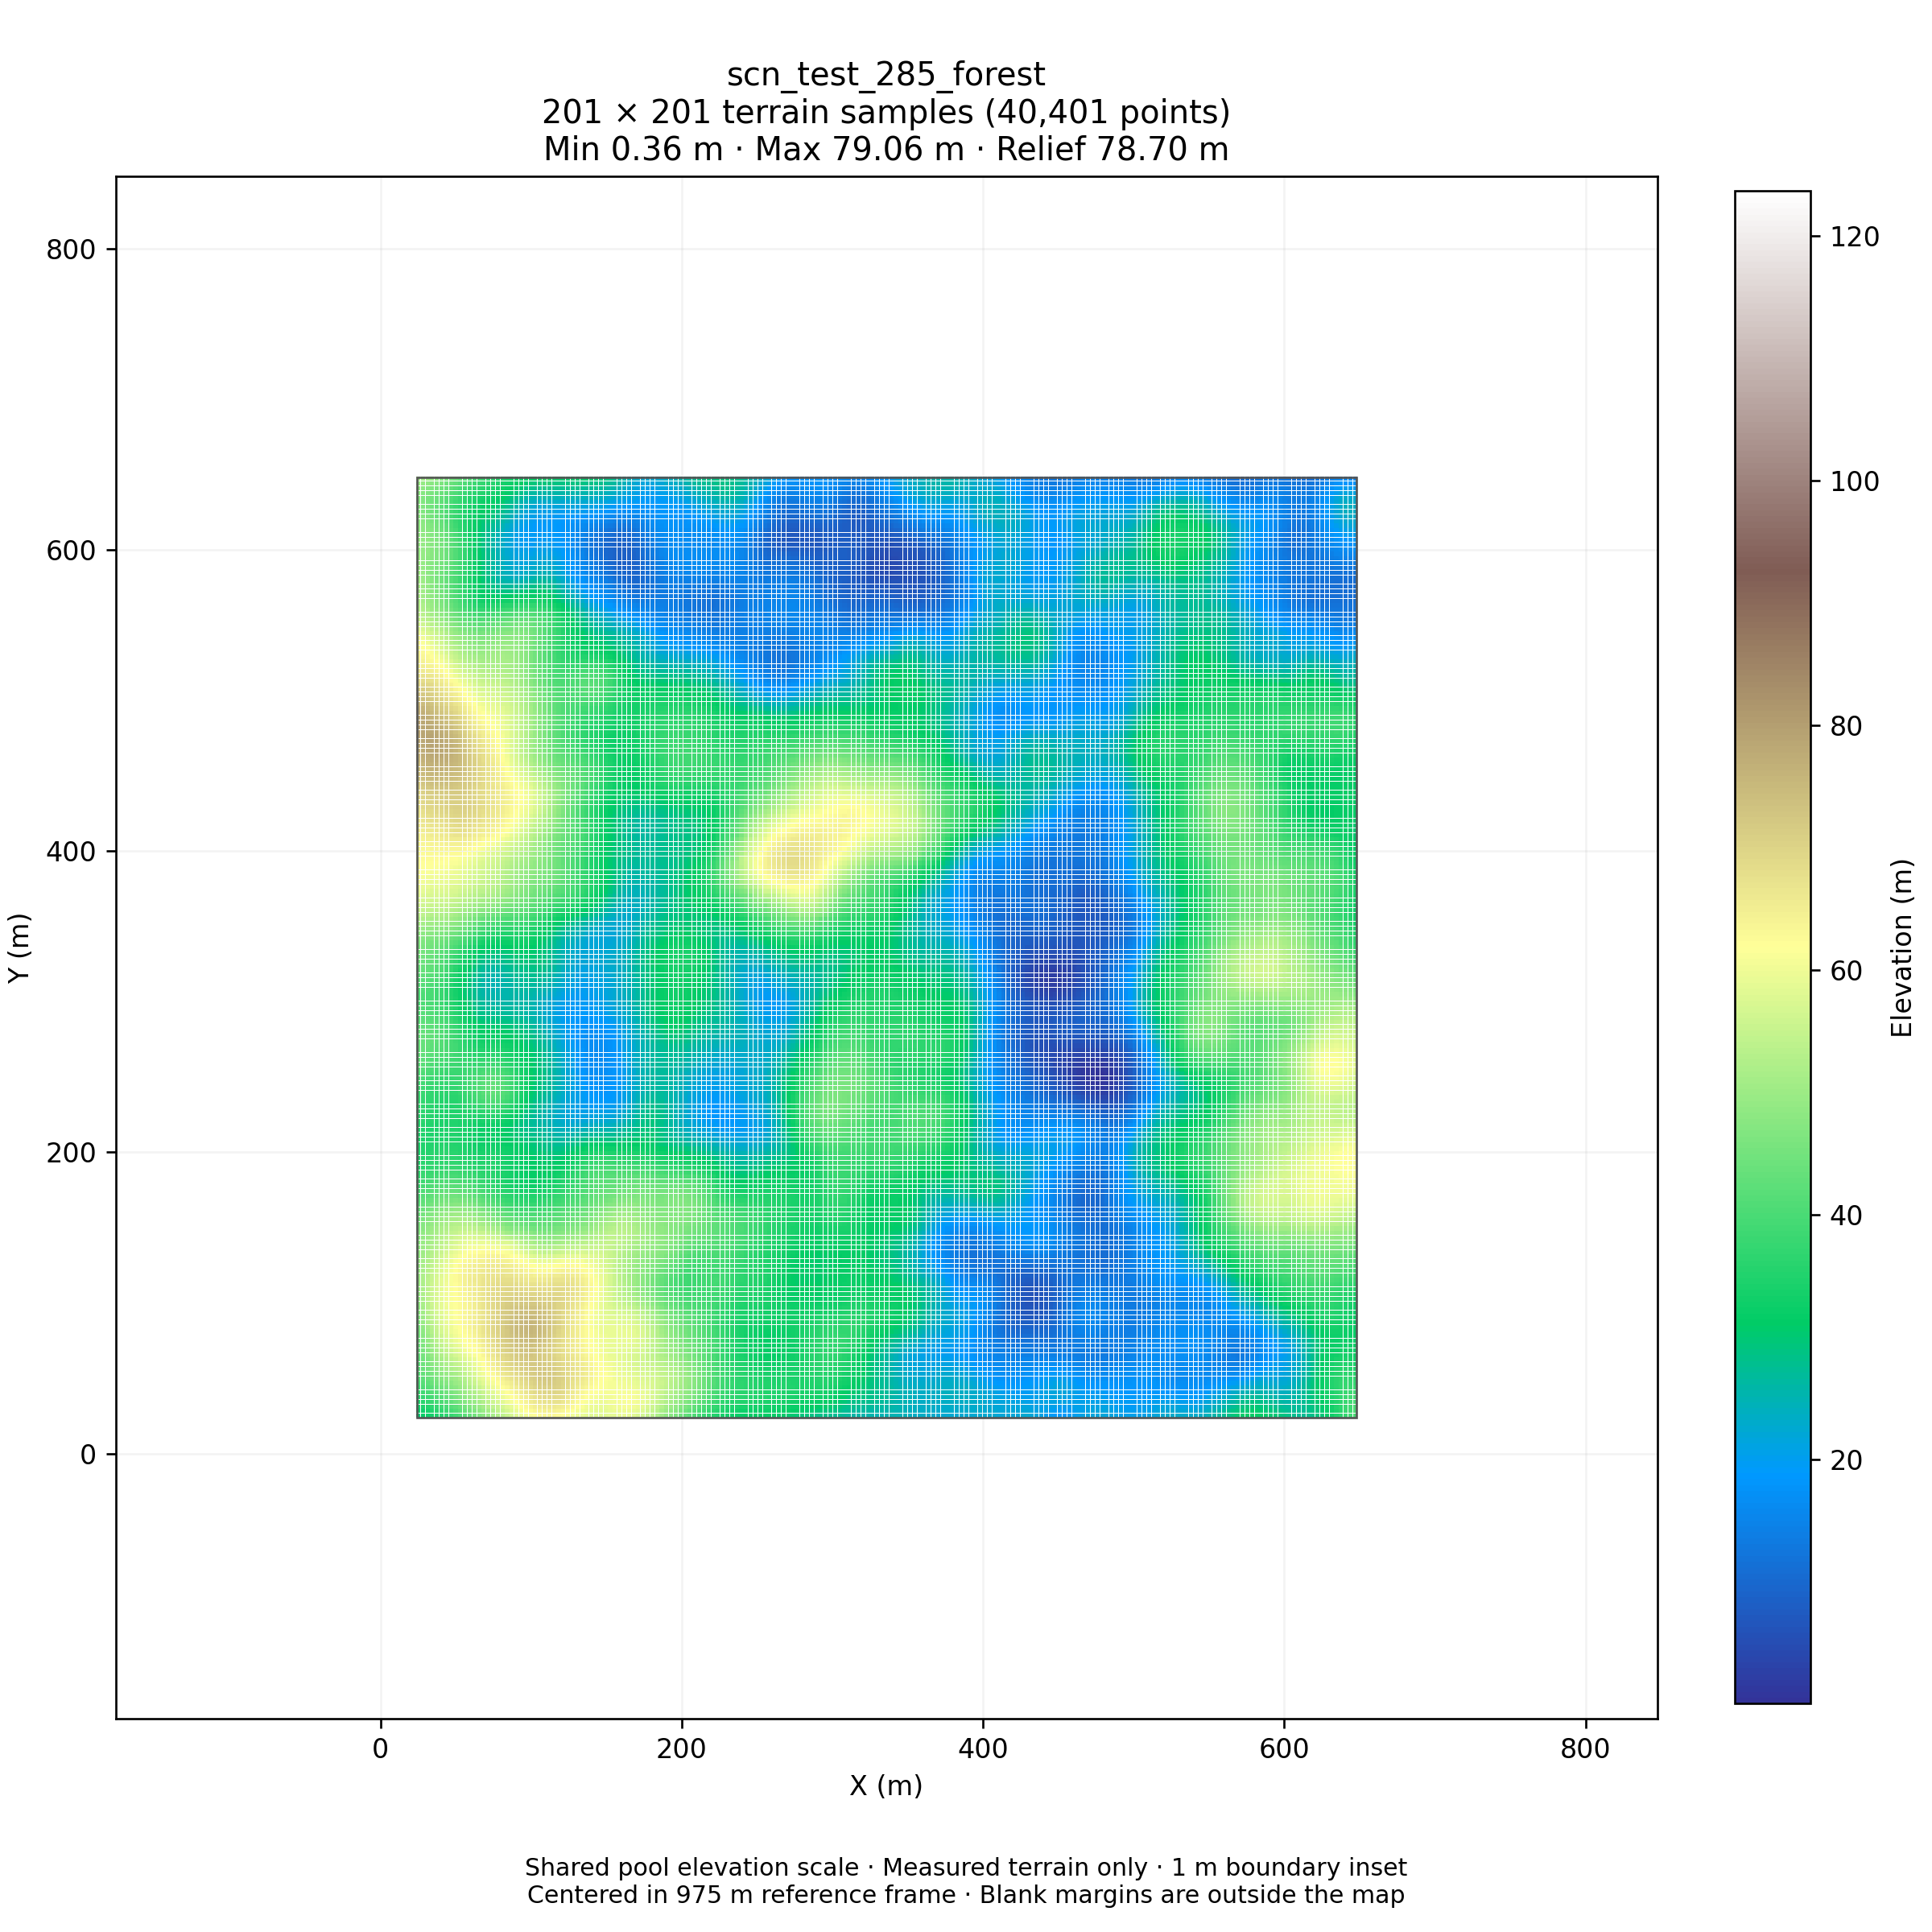 scn_test_285_forest
201 × 201 terrain samples (40,401 points)
Min 0.36 m · Max 79.06 m · Relief 78.70 m
800
600
400
200
0
Y (m)
0 200 400 600 800
X (m)
120
100
80
60
40
20
Elevation (m)
Shared pool elevation scale · Measured terrain only · 1 m boundary inset
Centered in 975 m reference frame · Blank margins are outside the map